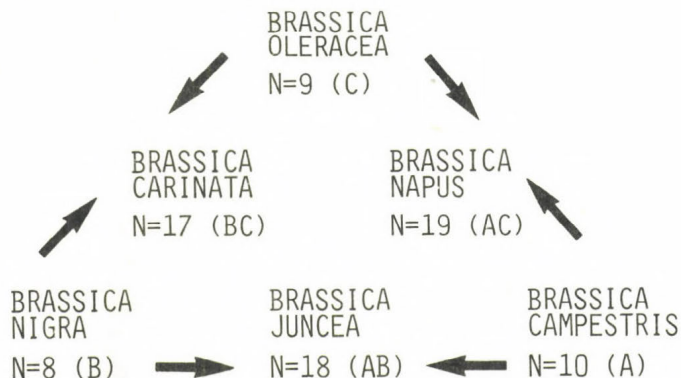 BRASSICA
OLERACEA
N=9 (C)
BRASSICA
CARINATA
N=17 (BC)
BRASSICA
NAPUS
N=19 (AC)
BRASSICA
NIGRA
N=8 (B)
BRASSICA
JUNCEA
N=18 (AB)
BRASSICA
CAMPESTRIS
N=10 (A)